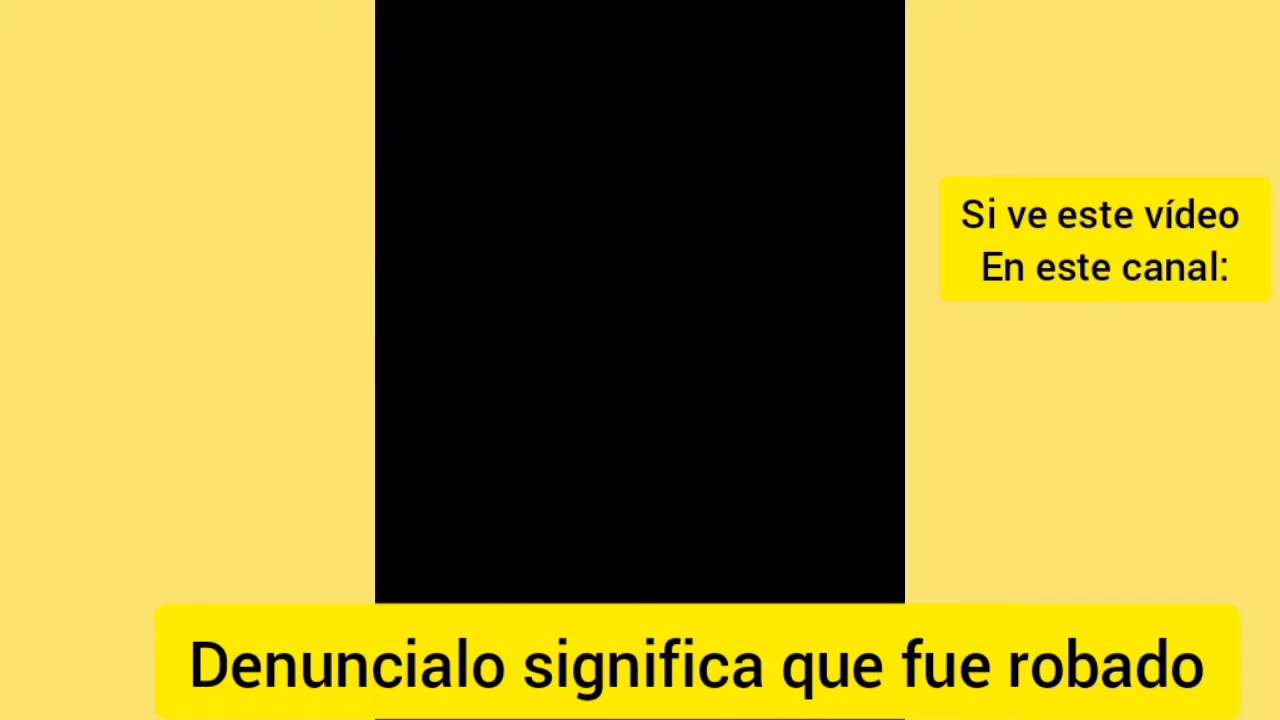 Si ve este vídeo
En este canal:
Denuncialo significa que fue robado